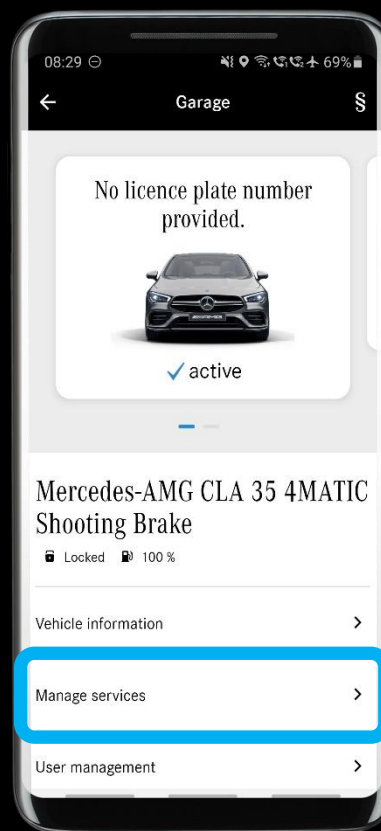 08:29
69%
Garage
§
No licence plate number
provided.
active
Mercedes-AMG CLA 35 4MATIC
Shooting Brake
Locked 100 %
Vehicle information
Manage services
User management